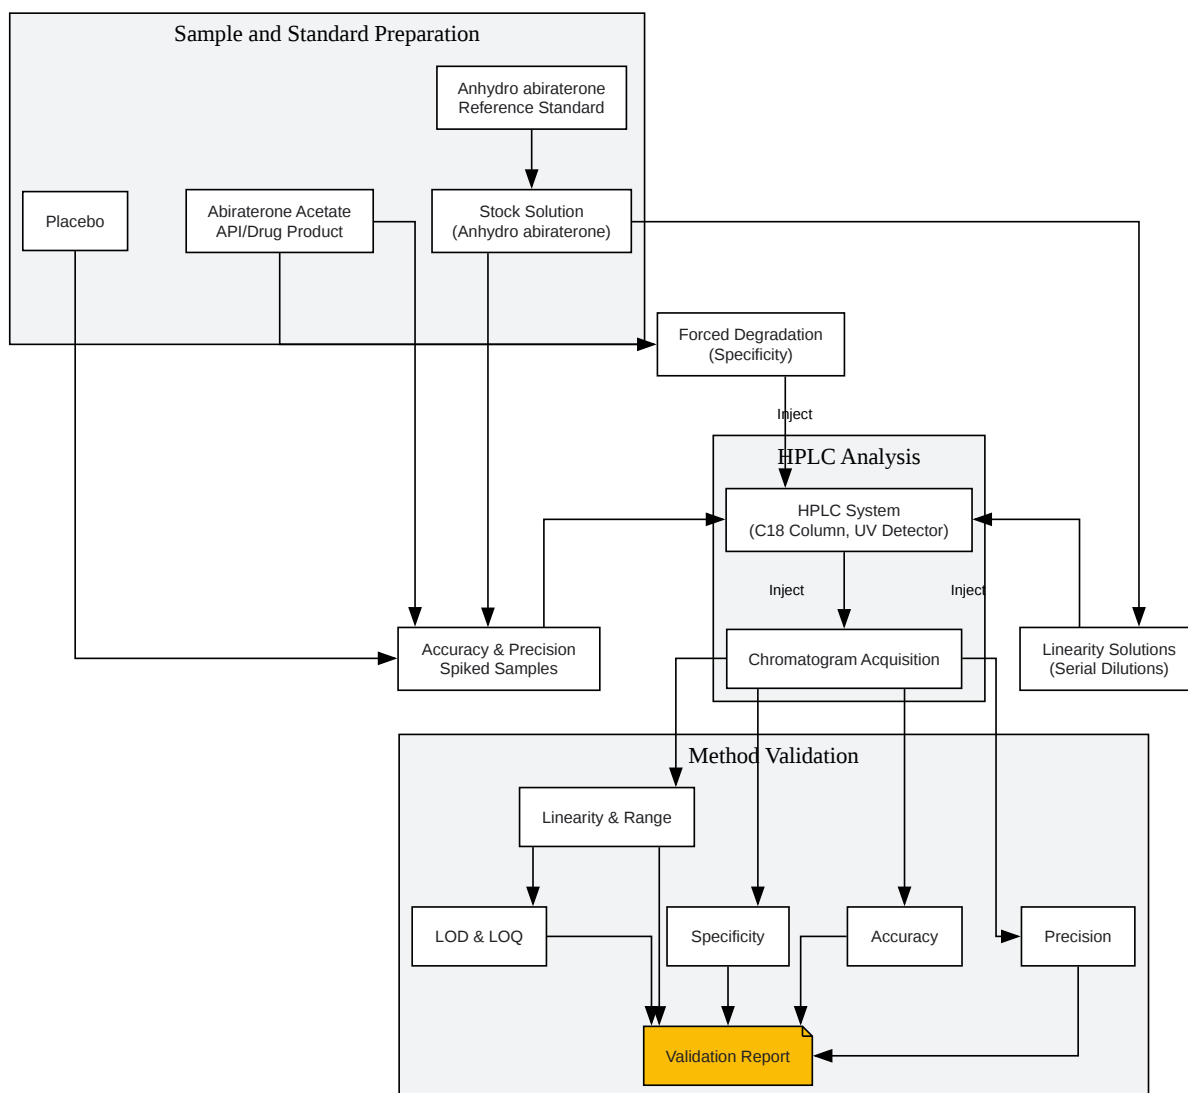 Sample and Standard Preparation
Anhydro abiraterone
Reference Standard
Placebo
Abiraterone Acetate
API/Drug Product
Stock Solution
(Anhydro abiraterone)
Forced Degradation
(Specificity)
Inject
HPLC Analysis
HPLC System
(C18 Column, UV Detector)
Inject
Inject
Accuracy & Precision
Spiked Samples
Chromatogram Acquisition
Linearity Solutions
(Serial Dilutions)
Method Validation
Linearity & Range
LOD & LOQ
Specificity
Accuracy
Precision
Validation Report